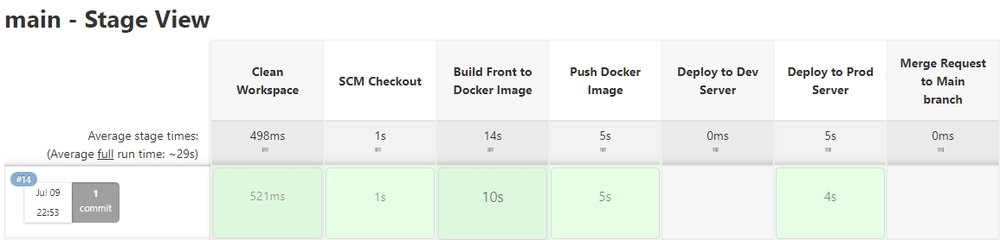 main - Stage View
Clean
Workspace
SCM Checkout
Build Front to
Docker Image
Push Docker
Image
Deploy to Dev
Server
Deploy to Prod
Server
Merge Request
to Main
branch
Average stage times:
(Average full run time: ~29s)
498ms
1s
14s
5s
0ms
5s
0ms
#14
Jul 09
22:53
1
commit
521ms
1s
10s
5s
4s